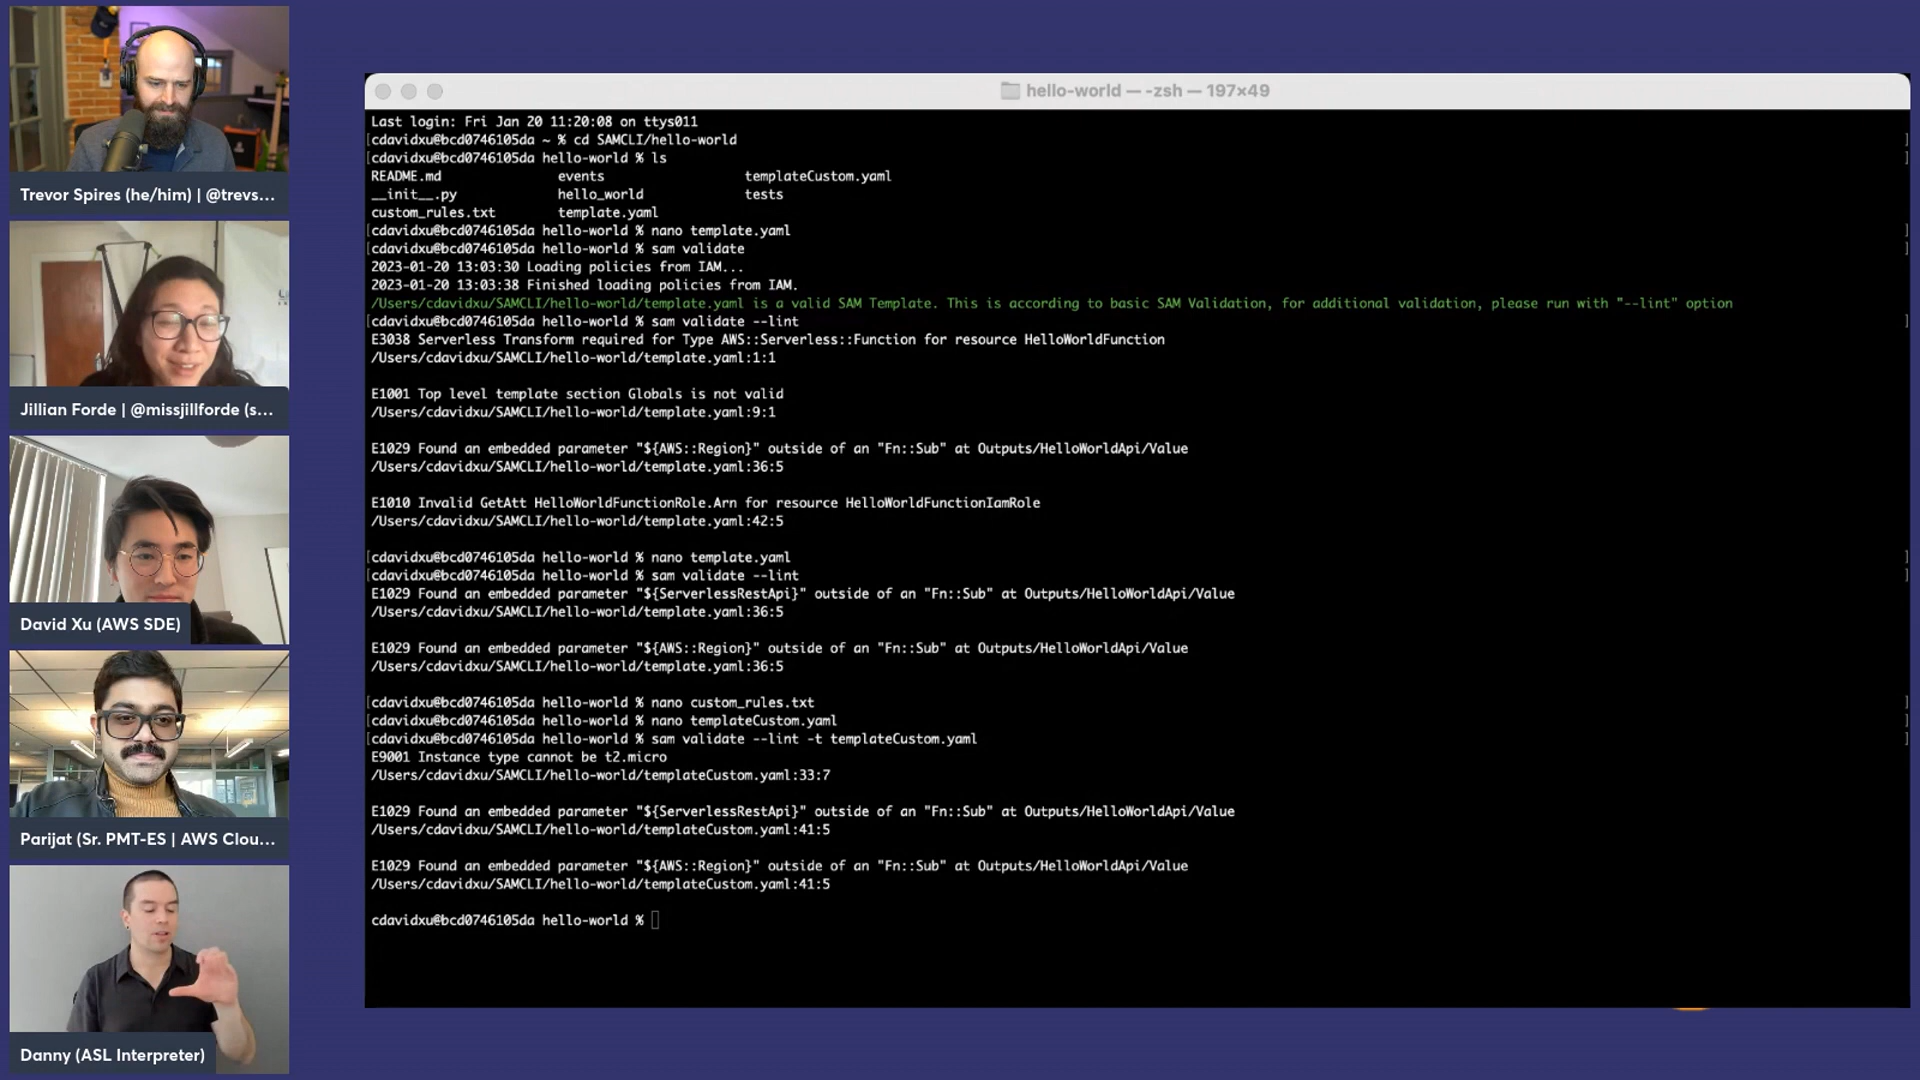 Trevor Spires (he/him) | @trevs...
Jillian Forde | @missjillforde (s...
David Xu (AWS SDE)
Parijat (Sr. PMT-ES | AWS Clou...
Danny (ASL Interpreter)
hello-world — -zsh — 197×49
Last login: Fri Jan 20 11:20:08 on ttys011
[cdavidxu@bcd0746105da ~ % cd SAMCLI/hello-world ]
[cdavidxu@bcd0746105da hello-world % ls ]
README.md events templateCustom.yaml
__init__.py hello_world tests
custom_rules.txt template.yaml
[cdavidxu@bcd0746105da hello-world % nano template.yaml ]
[cdavidxu@bcd0746105da hello-world % sam validate ]
2023-01-20 13:03:30 Loading policies from IAM...
2023-01-20 13:03:38 Finished loading policies from IAM.
/Users/cdavidxu/SAMCLI/hello-world/template.yaml is a valid SAM Template. This is according to basic SAM Validation, for additional validation, please run with "--lint" option
[cdavidxu@bcd0746105da hello-world % sam validate --lint ]
E3038 Serverless Transform required for Type AWS::Serverless::Function for resource HelloWorldFunction
/Users/cdavidxu/SAMCLI/hello-world/template.yaml:1:1
E1001 Top level template section Globals is not valid
/Users/cdavidxu/SAMCLI/hello-world/template.yaml:9:1
E1029 Found an embedded parameter "${AWS::Region}" outside of an "Fn::Sub" at Outputs/HelloWorldApi/Value
/Users/cdavidxu/SAMCLI/hello-world/template.yaml:36:5
E1010 Invalid GetAtt HelloWorldFunctionRole.Arn for resource HelloWorldFunctionIamRole
/Users/cdavidxu/SAMCLI/hello-world/template.yaml:42:5
[cdavidxu@bcd0746105da hello-world % nano template.yaml ]
[cdavidxu@bcd0746105da hello-world % sam validate --lint ]
E1029 Found an embedded parameter "${ServerlessRestApi}" outside of an "Fn::Sub" at Outputs/HelloWorldApi/Value
/Users/cdavidxu/SAMCLI/hello-world/template.yaml:36:5
E1029 Found an embedded parameter "${AWS::Region}" outside of an "Fn::Sub" at Outputs/HelloWorldApi/Value
/Users/cdavidxu/SAMCLI/hello-world/template.yaml:36:5
[cdavidxu@bcd0746105da hello-world % nano custom_rules.txt ]
[cdavidxu@bcd0746105da hello-world % nano templateCustom.yaml ]
[cdavidxu@bcd0746105da hello-world % sam validate --lint -t templateCustom.yaml ]
E9001 Instance type cannot be t2.micro
/Users/cdavidxu/SAMCLI/hello-world/templateCustom.yaml:33:7
E1029 Found an embedded parameter "${ServerlessRestApi}" outside of an "Fn::Sub" at Outputs/HelloWorldApi/Value
/Users/cdavidxu/SAMCLI/hello-world/templateCustom.yaml:41:5
E1029 Found an embedded parameter "${AWS::Region}" outside of an "Fn::Sub" at Outputs/HelloWorldApi/Value
/Users/cdavidxu/SAMCLI/hello-world/templateCustom.yaml:41:5
cdavidxu@bcd0746105da hello-world %